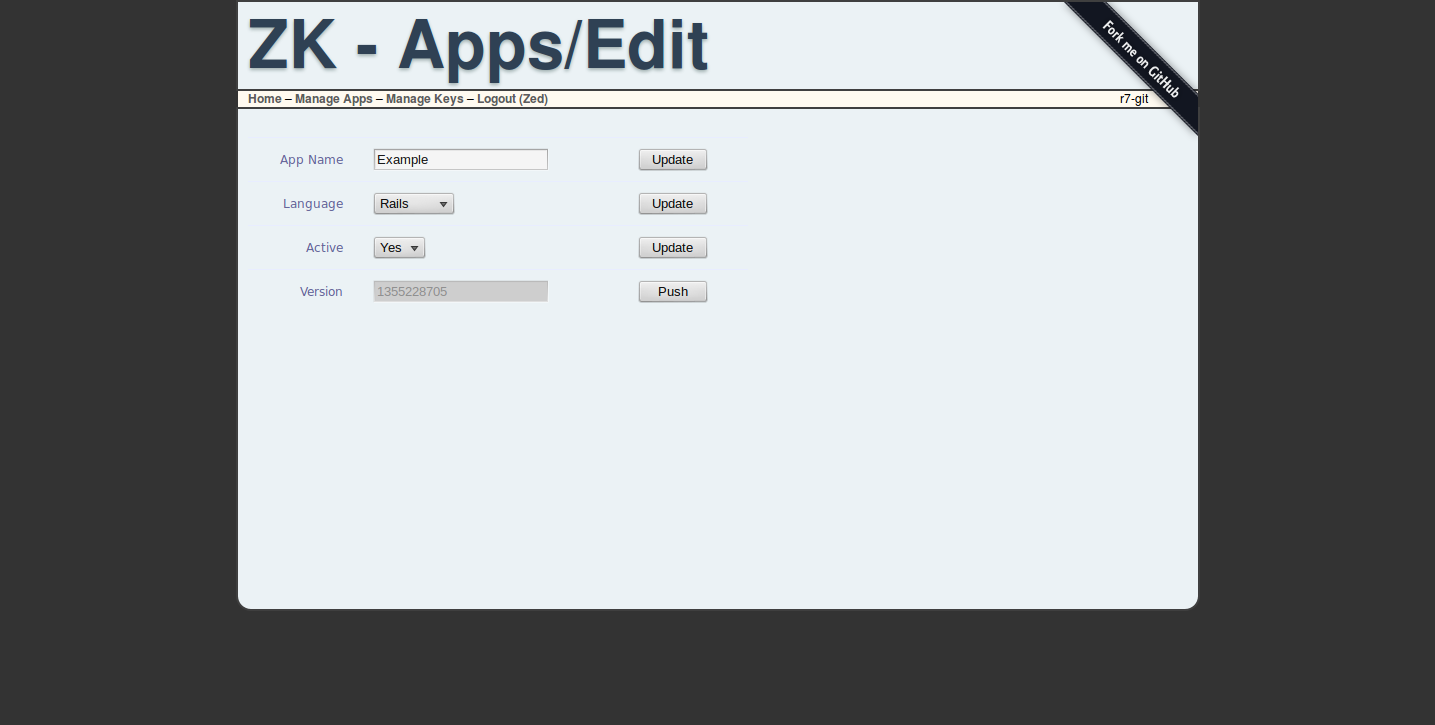 ZK - Apps/Edit
Fork me on GitHub
Home – Manage Apps – Manage Keys – Logout (Zed) r7-git
App Name Example Update
Language Rails Update
Active Yes Update
Version 1355228705 Push